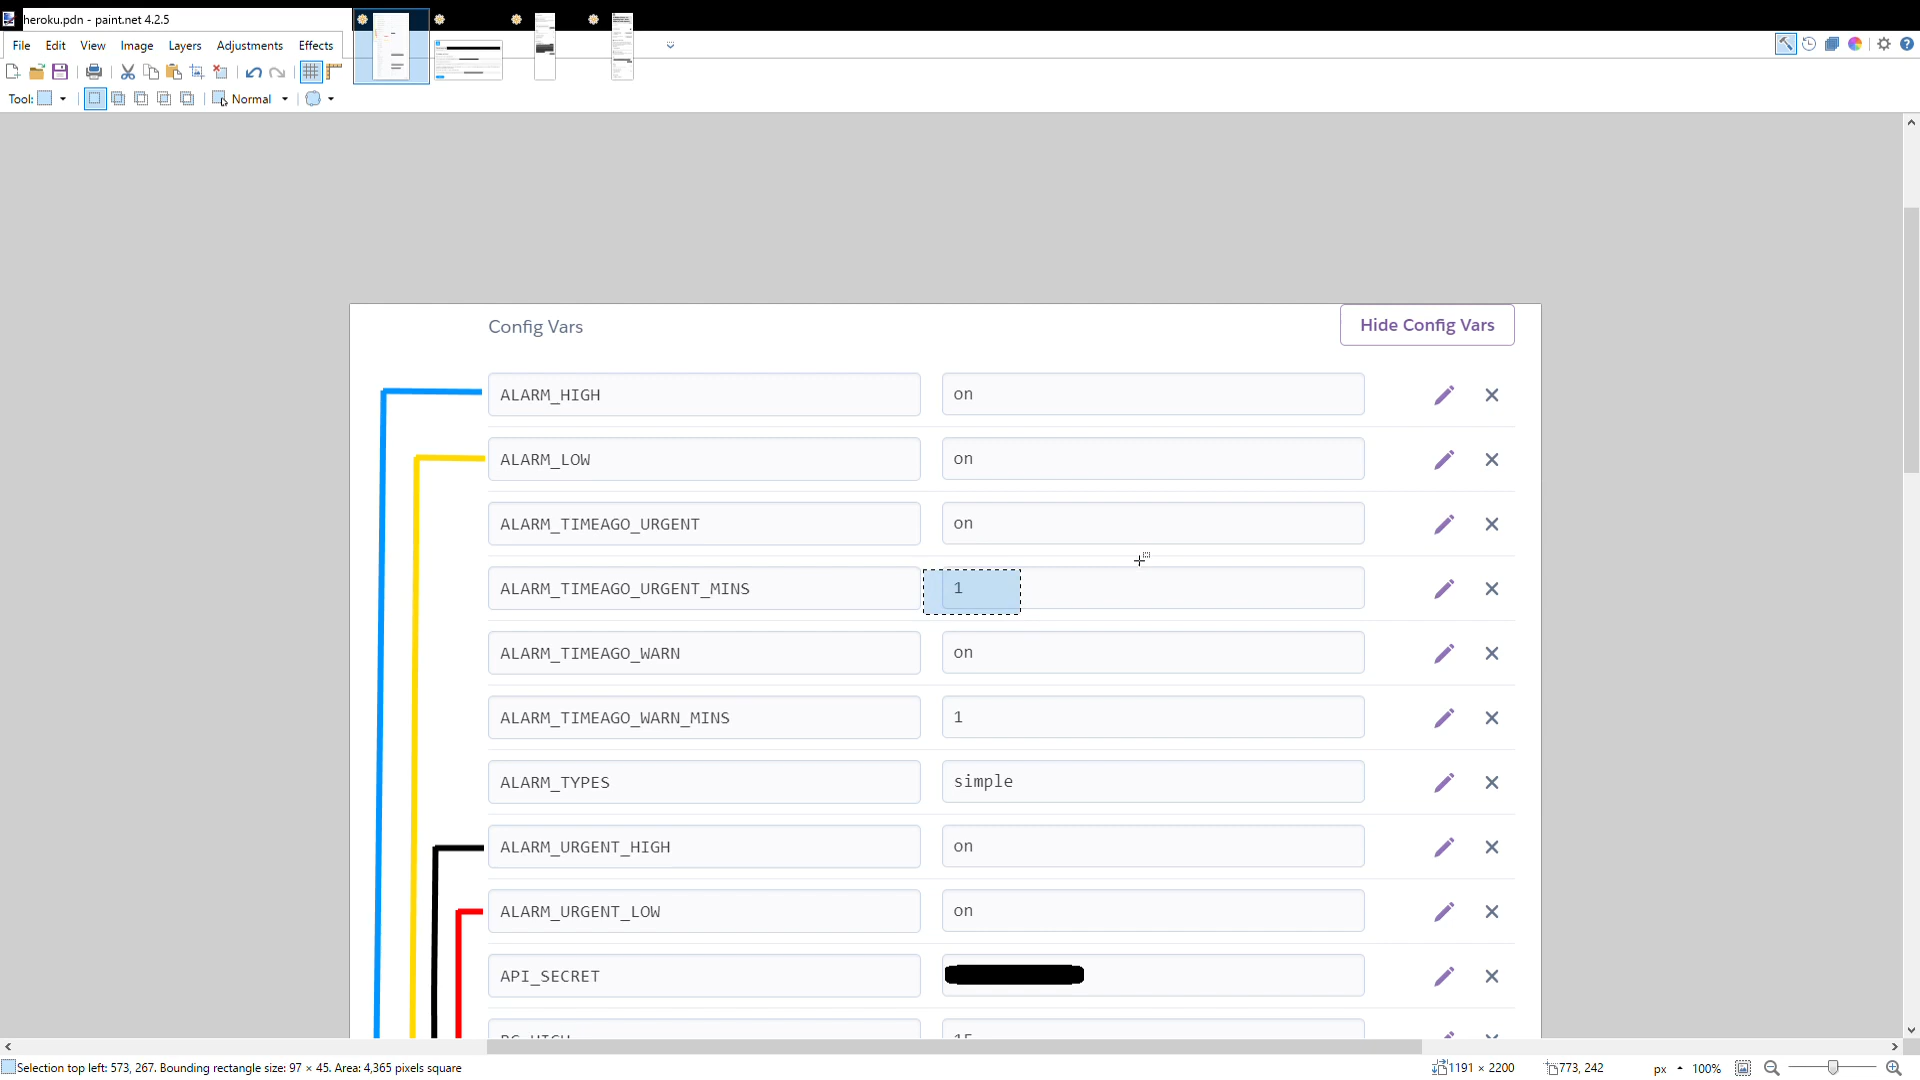 heroku.pdn - paint.net 4.2.5
File Edit View Image Layers Adjustments Effects
Tool: Normal
Config Vars Hide Config Vars
ALARM_HIGH on
ALARM_LOW on
ALARM_TIMEAGO_URGENT on
ALARM_TIMEAGO_URGENT_MINS 1
ALARM_TIMEAGO_WARN on
ALARM_TIMEAGO_WARN_MINS 1
ALARM_TYPES simple
ALARM_URGENT_HIGH on
ALARM_URGENT_LOW on
API_SECRET
Selection top left: 573, 267. Bounding rectangle size: 97 × 45. Area: 4,365 pixels square 1191 × 2200 773, 242 px 100%